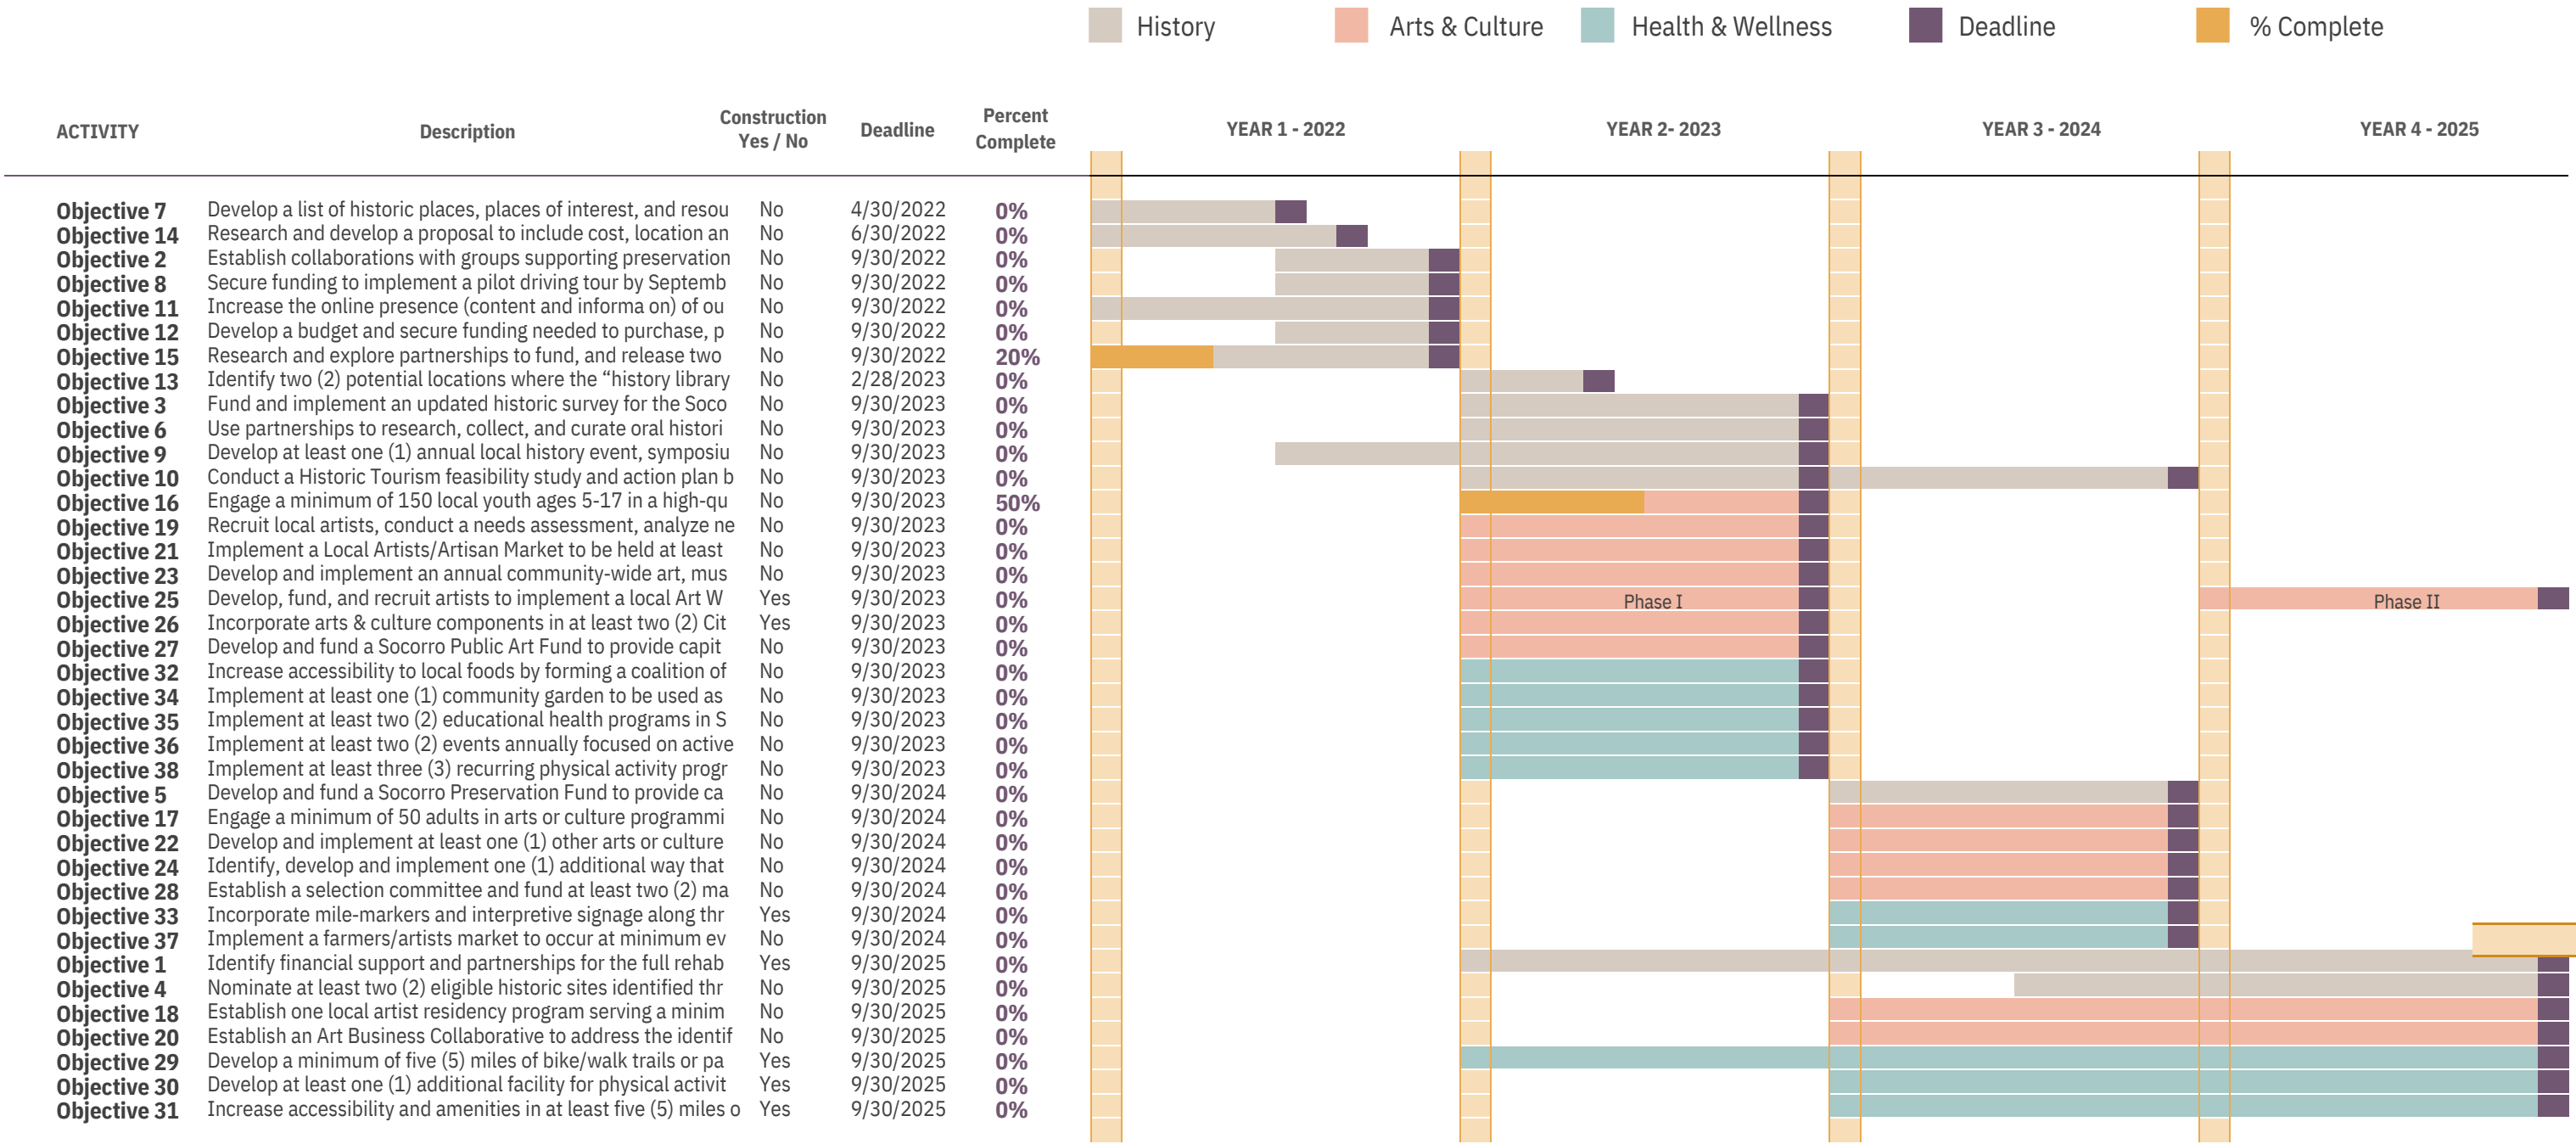 History Arts & Culture Health & Wellness Deadline % Complete
ACTIVITY Description Construction Yes / No Deadline Percent Complete YEAR 1 - 2022 YEAR 2- 2023 YEAR 3 - 2024 YEAR 4 - 2025
Objective 7 Develop a list of historic places, places of interest, and resou No 4/30/2022 0%
Objective 14 Research and develop a proposal to include cost, location an No 6/30/2022 0%
Objective 2 Establish collaborations with groups supporting preservation No 9/30/2022 0%
Objective 8 Secure funding to implement a pilot driving tour by Septemb No 9/30/2022 0%
Objective 11 Increase the online presence (content and informa on) of ou No 9/30/2022 0%
Objective 12 Develop a budget and secure funding needed to purchase, p No 9/30/2022 0%
Objective 15 Research and explore partnerships to fund, and release two No 9/30/2022 20%
Objective 13 Identify two (2) potential locations where the “history library No 2/28/2023 0%
Objective 3 Fund and implement an updated historic survey for the Soco No 9/30/2023 0%
Objective 6 Use partnerships to research, collect, and curate oral histori No 9/30/2023 0%
Objective 9 Develop at least one (1) annual local history event, symposiu No 9/30/2023 0%
Objective 10 Conduct a Historic Tourism feasibility study and action plan b No 9/30/2023 0%
Objective 16 Engage a minimum of 150 local youth ages 5-17 in a high-qu No 9/30/2023 50%
Objective 19 Recruit local artists, conduct a needs assessment, analyze ne No 9/30/2023 0%
Objective 21 Implement a Local Artists/Artisan Market to be held at least No 9/30/2023 0%
Objective 23 Develop and implement an annual community-wide art, mus No 9/30/2023 0%
Objective 25 Develop, fund, and recruit artists to implement a local Art W Yes 9/30/2023 0% Phase I Phase II
Objective 26 Incorporate arts & culture components in at least two (2) Cit Yes 9/30/2023 0%
Objective 27 Develop and fund a Socorro Public Art Fund to provide capit No 9/30/2023 0%
Objective 32 Increase accessibility to local foods by forming a coalition of No 9/30/2023 0%
Objective 34 Implement at least one (1) community garden to be used as No 9/30/2023 0%
Objective 35 Implement at least two (2) educational health programs in S No 9/30/2023 0%
Objective 36 Implement at least two (2) events annually focused on active No 9/30/2023 0%
Objective 38 Implement at least three (3) recurring physical activity progr No 9/30/2023 0%
Objective 5 Develop and fund a Socorro Preservation Fund to provide ca No 9/30/2024 0%
Objective 17 Engage a minimum of 50 adults in arts or culture programmi No 9/30/2024 0%
Objective 22 Develop and implement at least one (1) other arts or culture No 9/30/2024 0%
Objective 24 Identify, develop and implement one (1) additional way that No 9/30/2024 0%
Objective 28 Establish a selection committee and fund at least two (2) ma No 9/30/2024 0%
Objective 33 Incorporate mile-markers and interpretive signage along thr Yes 9/30/2024 0%
Objective 37 Implement a farmers/artists market to occur at minimum ev No 9/30/2024 0%
Objective 1 Identify financial support and partnerships for the full rehab Yes 9/30/2025 0%
Objective 4 Nominate at least two (2) eligible historic sites identified thr No 9/30/2025 0%
Objective 18 Establish one local artist residency program serving a minim No 9/30/2025 0%
Objective 20 Establish an Art Business Collaborative to address the identif No 9/30/2025 0%
Objective 29 Develop a minimum of five (5) miles of bike/walk trails or pa Yes 9/30/2025 0%
Objective 30 Develop at least one (1) additional facility for physical activit Yes 9/30/2025 0%
Objective 31 Increase accessibility and amenities in at least five (5) miles o Yes 9/30/2025 0%